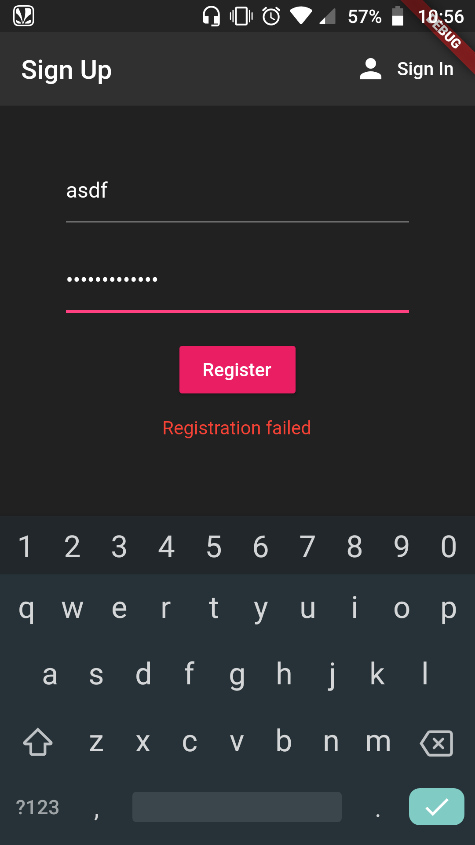 57% 10:56
DEBUG
Sign Up
Sign In
asdf
•••••••••••••
Register
Registration failed
1 2 3 4 5 6 7 8 9 0
q w e r t y u i o p
a s d f g h j k l
z x c v b n m
?123 , .